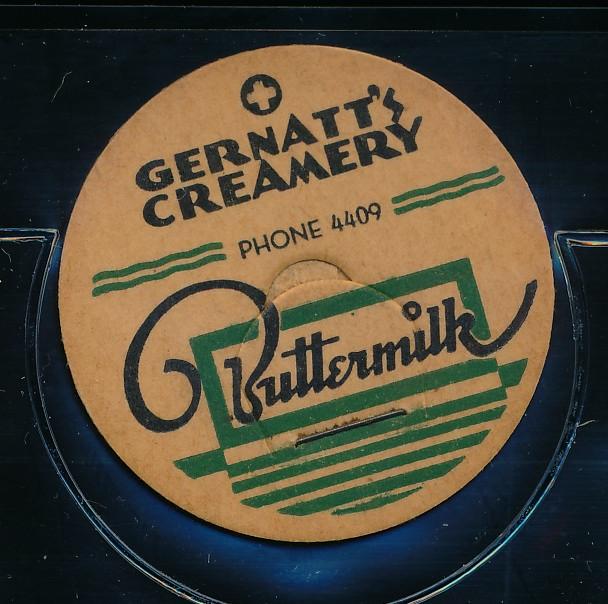 GERNATT'S
CREAMERY
PHONE 4409
Buttermilk